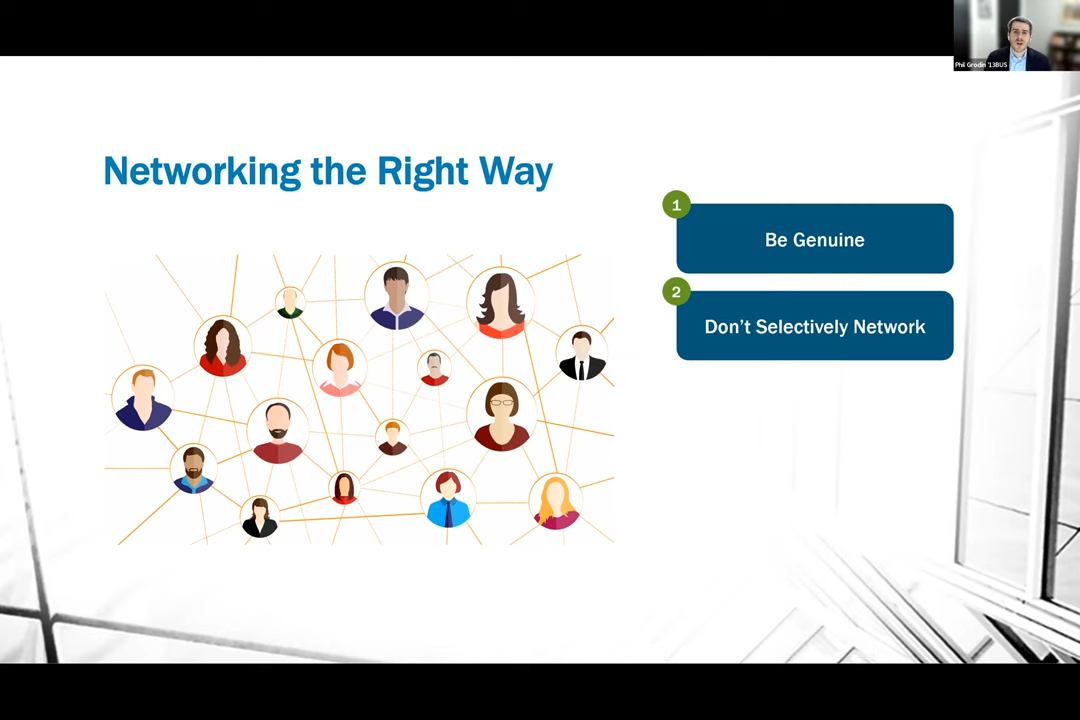 Phil Grodin '13BUS
Networking the Right Way
1
Be Genuine
2
Don't Selectively Network